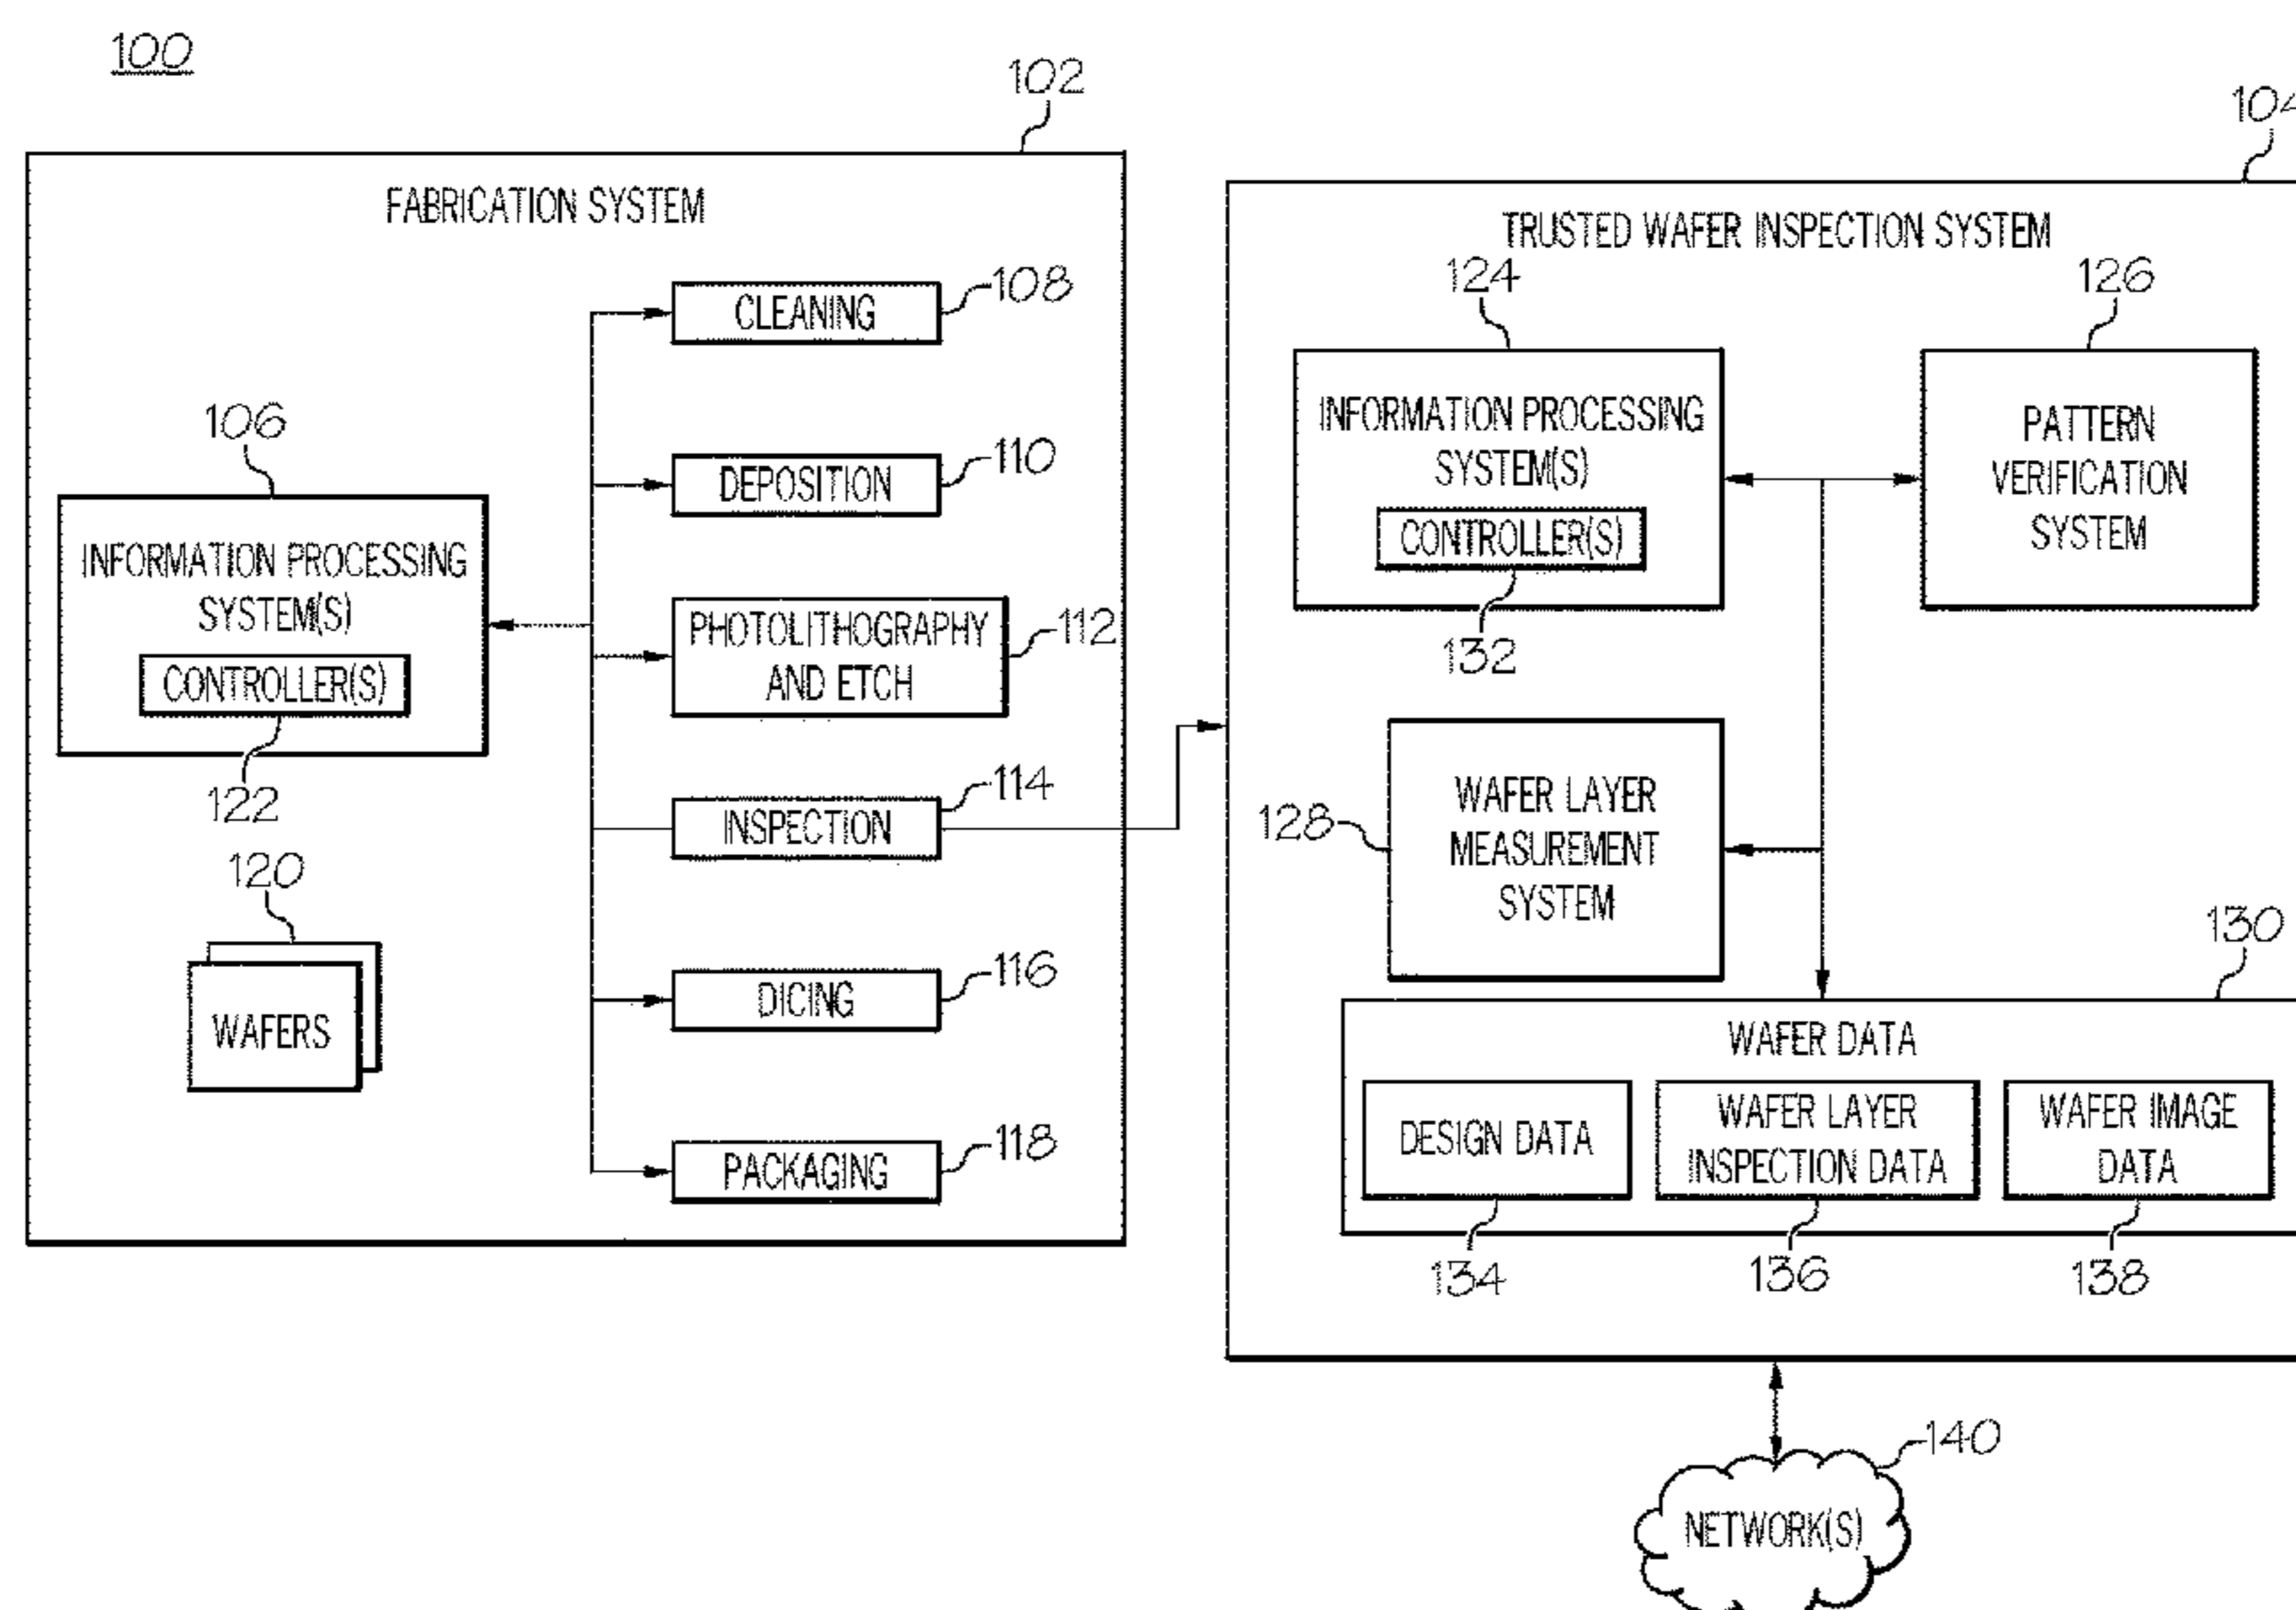 100
102
104
FABRICATION SYSTEM
CLEANING
108
DEPOSITION
110
106
INFORMATION PROCESSING
SYSTEM(S)
CONTROLLER(S)
122
PHOTOLITHOGRAPHY
AND ETCH
112
INSPECTION
114
120
WAFERS
DICING
116
PACKAGING
118
TRUSTED WAFER INSPECTION SYSTEM
124
INFORMATION PROCESSING
SYSTEM(S)
CONTROLLER(S)
132
126
PATTERN
VERIFICATION
SYSTEM
128
WAFER LAYER
MEASUREMENT
SYSTEM
130
WAFER DATA
DESIGN DATA
134
WAFER LAYER
INSPECTION DATA
136
WAFER IMAGE
DATA
138
140
NETWORK(S)